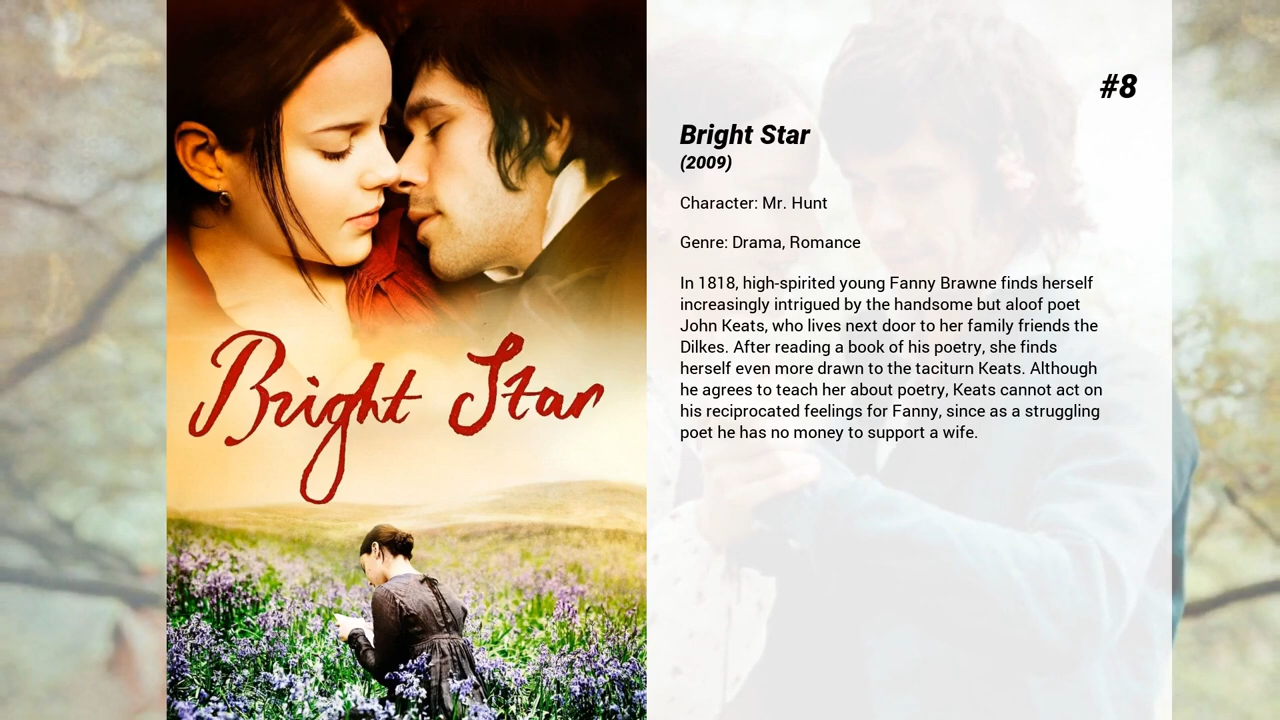 Bright Star
#8
Bright Star
(2009)
Character: Mr. Hunt
Genre: Drama, Romance
In 1818, high-spirited young Fanny Brawne finds herself
increasingly intrigued by the handsome but aloof poet
John Keats, who lives next door to her family friends the
Dilkes. After reading a book of his poetry, she finds
herself even more drawn to the taciturn Keats. Although
he agrees to teach her about poetry, Keats cannot act on
his reciprocated feelings for Fanny, since as a struggling
poet he has no money to support a wife.